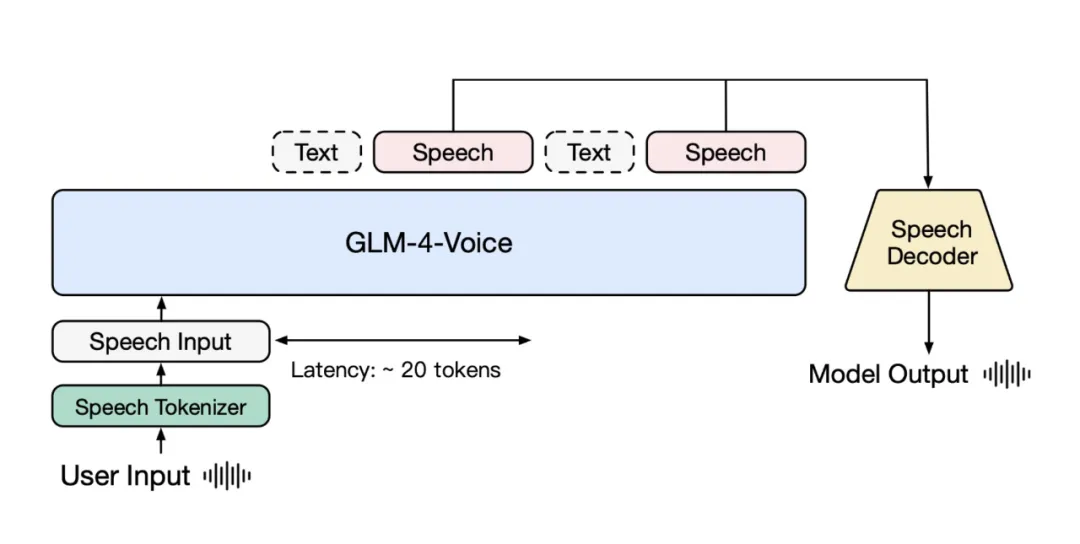 Text
Speech
Text
Speech
GLM-4-Voice
Speech
Decoder
Speech Input
Latency: ~ 20 tokens
Model Output
Speech Tokenizer
User Input